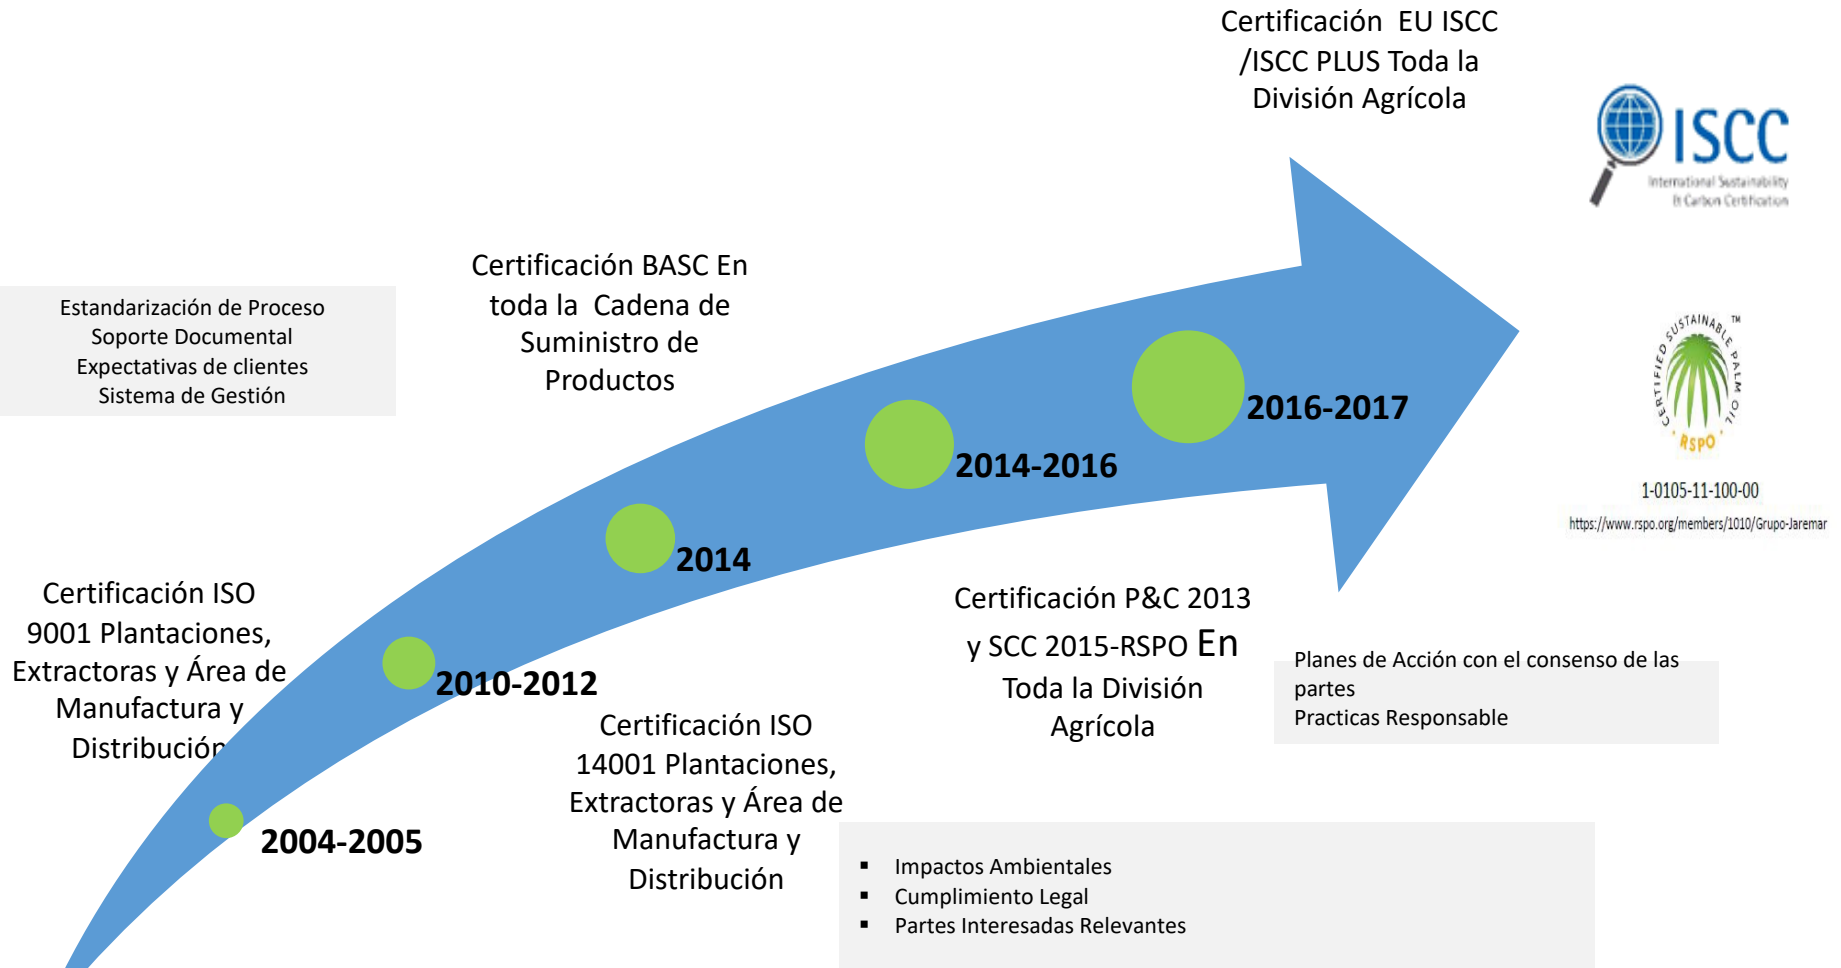 Certificación EU ISCC
/ISCC PLUS Toda la
División Agrícola
ISCC
International Sustainability
& Carbon Certification
Certificación BASC En
toda la Cadena de
Suministro de
Productos
Estandarización de Proceso
Soporte Documental
Expectativas de clientes
Sistema de Gestión
CERTIFIED SUSTAINABLE PALM OIL TM
RSPO
1-0105-11-100-00
https://www.rspo.org/members/1010/Grupo-Jaremar
2016-2017
2014-2016
2014
2010-2012
2004-2005
Certificación ISO
9001 Plantaciones,
Extractoras y Área de
Manufactura y
Distribución
Certificación ISO
14001 Plantaciones,
Extractoras y Área de
Manufactura y
Distribución
Certificación P&C 2013
y SCC 2015-RSPO En
Toda la División
Agrícola
Planes de Acción con el consenso de las
partes
Practicas Responsable
▪ Impactos Ambientales
▪ Cumplimiento Legal
▪ Partes Interesadas Relevantes